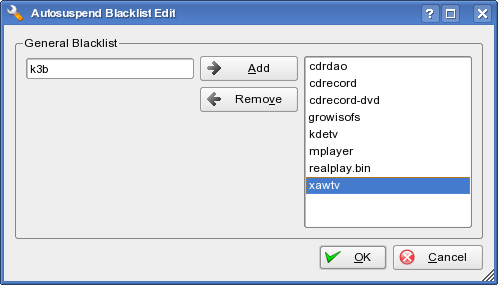 Autosuspend Blacklist Edit
General Blacklist
k3b
Add
Remove
cdrdao
cdrecord
cdrecord-dvd
growisofs
kdetv
mplayer
realplay.bin
xawtv
OK
Cancel